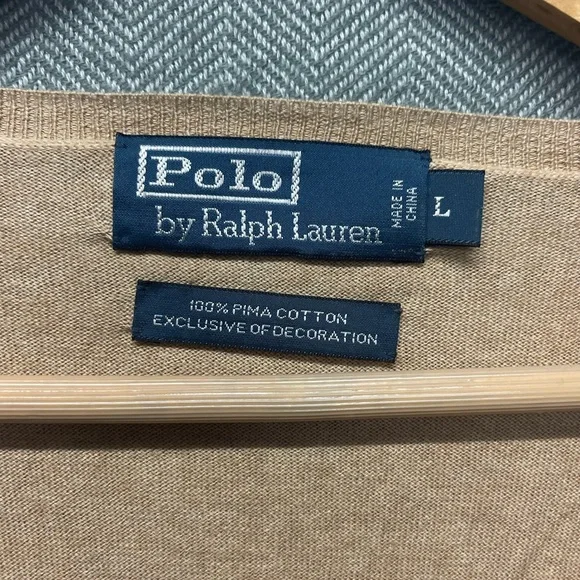 Polo
by Ralph Lauren
MADE IN
CHINA
L
100% PIMA COTTON
EXCLUSIVE OF DECORATION